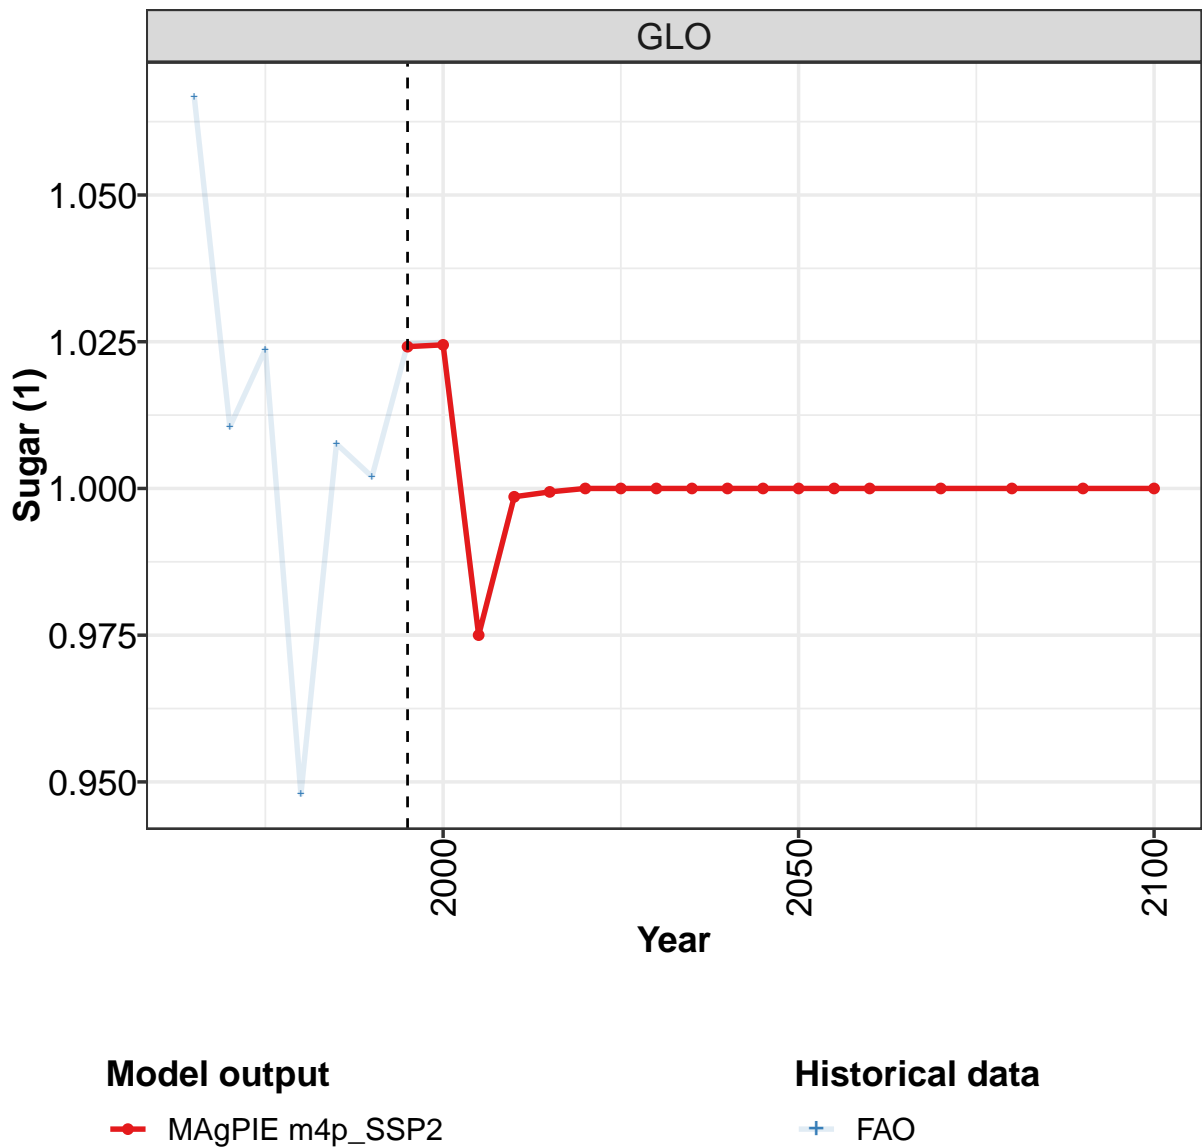 GLO
1.050
1.025
1.000
0.975
0.950
Sugar (1)
2000
2050
2100
Year
Model output
Historical data
MAgPIE m4p_SSP2
FAO